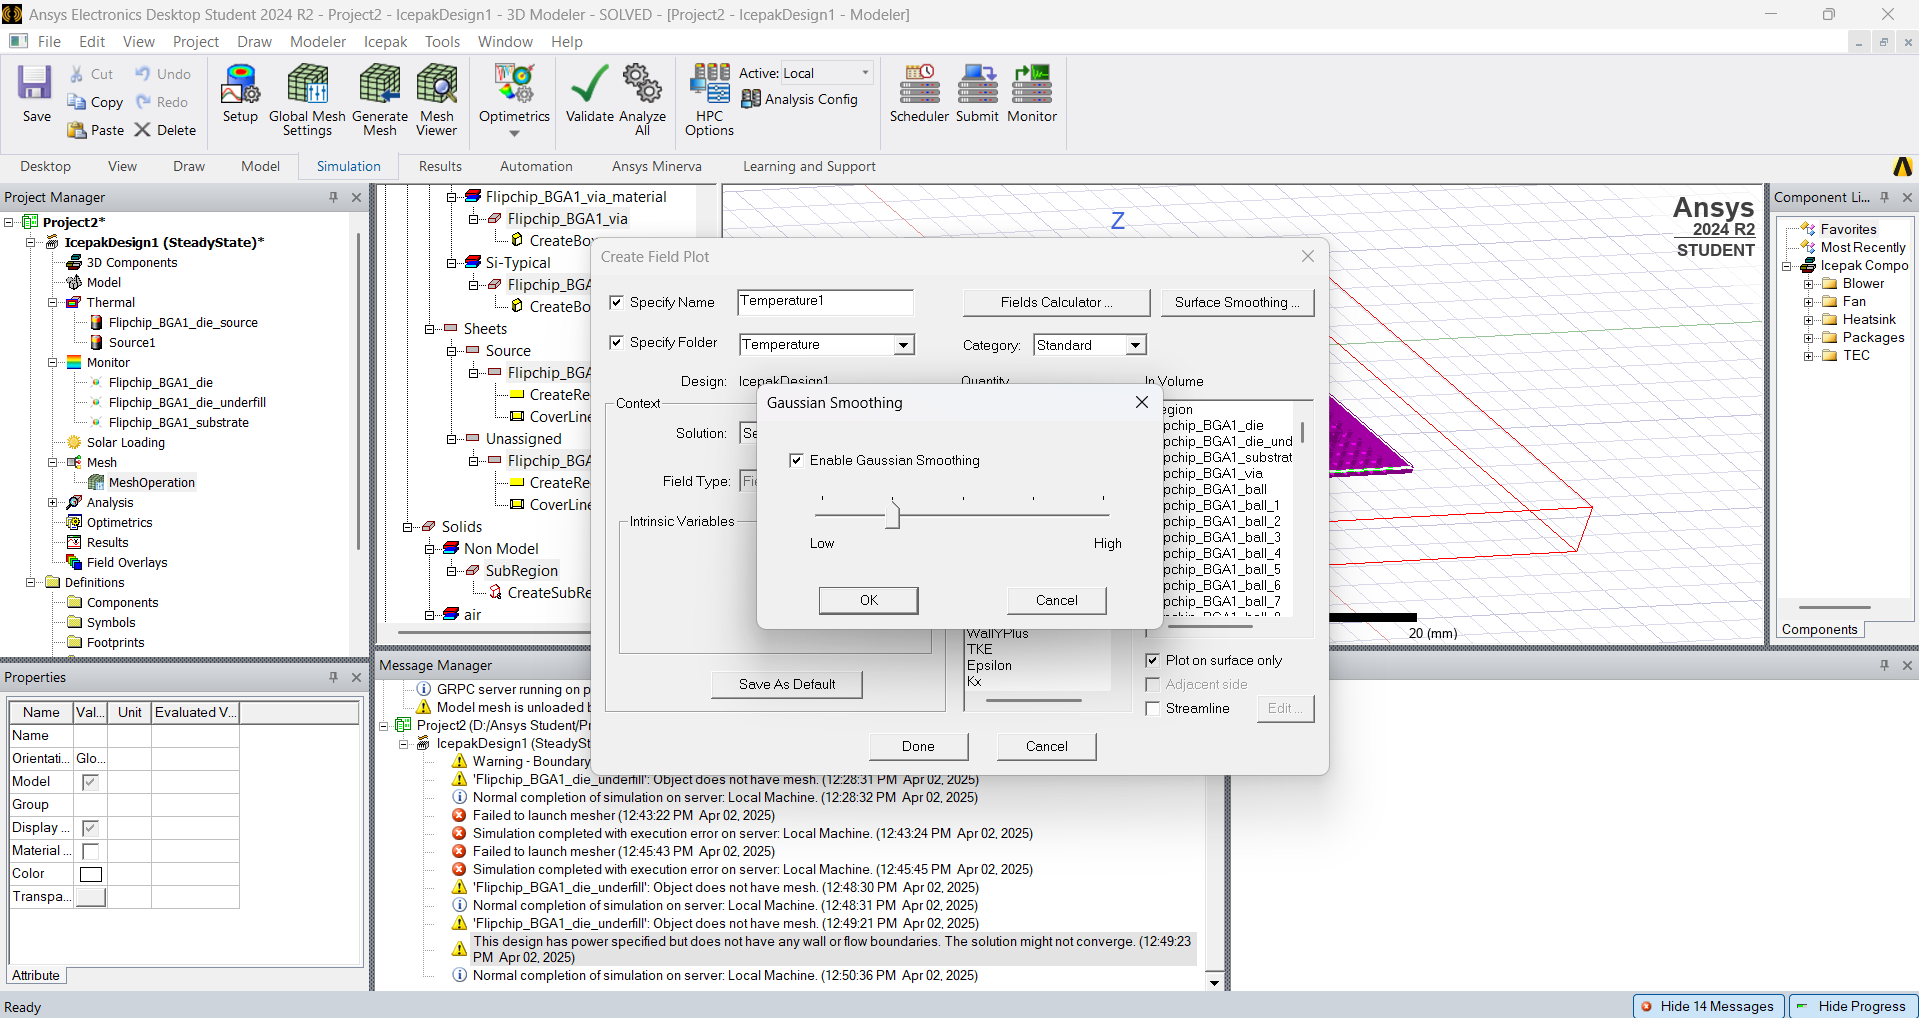 Ansys Electronics Desktop Student 2024 R2 - Project2 - IcepakDesign1 - 3D Modeler - SOLVED - [Project2 - IcepakDesign1 - Modeler]
File Edit View Project Draw Modeler Icepak Tools Window Help
Save
Cut
Copy
Paste
Undo
Redo
Delete
Setup
Global Mesh Settings
Generate Mesh
Mesh Viewer
Optimetrics
Validate
Analyze All
HPC Options
Active: Local
Analysis Config
Scheduler
Submit
Monitor
Desktop View Draw Model Simulation Results Automation Ansys Minerva Learning and Support
Project Manager
Project2*
IcepakDesign1 (SteadyState)*
3D Components
Model
Thermal
Flipchip_BGA1_die_source
Source1
Monitor
Flipchip_BGA1_die
Flipchip_BGA1_die_underfill
Flipchip_BGA1_substrate
Solar Loading
Mesh
MeshOperation
Analysis
Optimetrics
Results
Field Overlays
Definitions
Components
Symbols
Footprints
Flipchip_BGA1_via_material
Flipchip_BGA1_via
CreateBox
Si-Typical
Flipchip_BGA
CreateBo
Sheets
Source
Flipchip_BGA
CreateRe
CoverLine
Unassigned
Flipchip_BGA
CreateRe
CoverLine
Solids
Non Model
SubRegion
CreateSubRe
air
Z
Ansys
2024 R2
STUDENT
20 (mm)
Component Li...
Favorites
Most Recently
Icepak Compo
Blower
Fan
Heatsink
Packages
TEC
Components
Create Field Plot
Specify Name Temperature1 Fields Calculator ... Surface Smoothing ...
Specify Folder Temperature Category: Standard
Design: IcepakDesign1 Quantity In Volume
Context
Solution: Se
Field Type: Fie
Intrinsic Variables
Save As Default
WallYPlus
TKE
Epsilon
Kx
egion
pchip_BGA1_die
pchip_BGA1_die_und
pchip_BGA1_substrat
pchip_BGA1_via
pchip_BGA1_ball
pchip_BGA1_ball_1
pchip_BGA1_ball_2
pchip_BGA1_ball_3
pchip_BGA1_ball_4
pchip_BGA1_ball_5
pchip_BGA1_ball_6
pchip_BGA1_ball_7
Plot on surface only
Adjacent side
Streamline Edit ...
Done Cancel
Gaussian Smoothing
Enable Gaussian Smoothing
Low High
OK Cancel
Properties
Name Val... Unit Evaluated V...
Name
Orientati... Glo...
Model
Group
Display ...
Material ...
Color
Transpa...
Attribute
Message Manager
GRPC server running on p
Model mesh is unloaded b
Project2 (D:/Ansys Student/Pr
IcepakDesign1 (SteadySt
Warning - Boundary
'Flipchip_BGA1_die_underfill': Object does not have mesh. (12:28:31 PM Apr 02, 2025)
Normal completion of simulation on server: Local Machine. (12:28:32 PM Apr 02, 2025)
Failed to launch mesher (12:43:22 PM Apr 02, 2025)
Simulation completed with execution error on server: Local Machine. (12:43:24 PM Apr 02, 2025)
Failed to launch mesher (12:45:43 PM Apr 02, 2025)
Simulation completed with execution error on server: Local Machine. (12:45:45 PM Apr 02, 2025)
'Flipchip_BGA1_die_underfill': Object does not have mesh. (12:48:30 PM Apr 02, 2025)
Normal completion of simulation on server: Local Machine. (12:48:31 PM Apr 02, 2025)
'Flipchip_BGA1_die_underfill': Object does not have mesh. (12:49:21 PM Apr 02, 2025)
This design has power specified but does not have any wall or flow boundaries. The solution might not converge. (12:49:23
PM Apr 02, 2025)
Normal completion of simulation on server: Local Machine. (12:50:36 PM Apr 02, 2025)
Ready
Hide 14 Messages
Hide Progress